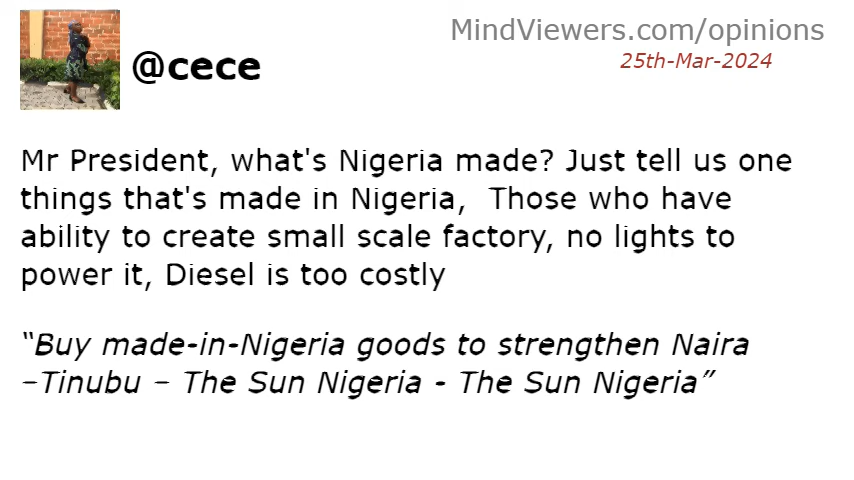 MindViewers.com/opinions
25th-Mar-2024
@cece
Mr President, what's Nigeria made? Just tell us one
things that's made in Nigeria,  Those who have
ability to create small scale factory, no lights to
power it, Diesel is too costly
“Buy made-in-Nigeria goods to strengthen Naira
–Tinubu – The Sun Nigeria - The Sun Nigeria”